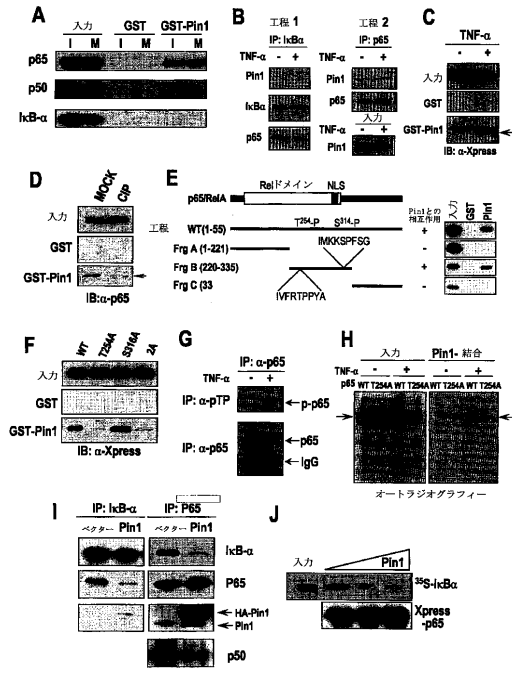 A
入力 GST GST-Pin1
I M I M I M
p65
p50
IκB-α
B
工程 1 工程 2
IP: IκBα IP: p65
TNF-α - + TNF-α - +
Pin1 Pin1
IκBα p65
入力
TNF-α - +
p65 Pin1
C
TNF-α
- +
入力
GST
GST-Pin1
IB: α-Xpress
D
MOCK CIP
入力
GST
GST-Pin1
IB:α-p65
E
Relドメイン NLS
p65/RelA
工程 T254-P S314-P
Pin1との相互作用
入力 GST Pin1
WT(1-55) +
IMKKSPFSG
Frg A (1-221) -
Frg B (220-335) +
Frg C (33 -
IVFRTPPYA
F
WT T254A S316A 2A
入力
GST
GST-Pin1
IB: α-Xpress
G
IP: α-p65
TNF-α - +
IP: α-pTP p-p65
IP: α-p65 p65
IgG
H
入力 Pin1- 結合
TNF-α - + - +
p65 WT T254A WT T254A WT T254A WT T254A
オートラジオグラフィー
I
IP: IκB-α IP: P65
ベクター Pin1 ベクター Pin1
IκB-α
P65
HA-Pin1
Pin1
p50
J
入力 Pin1
35S-IκBα
Xpress
-p65